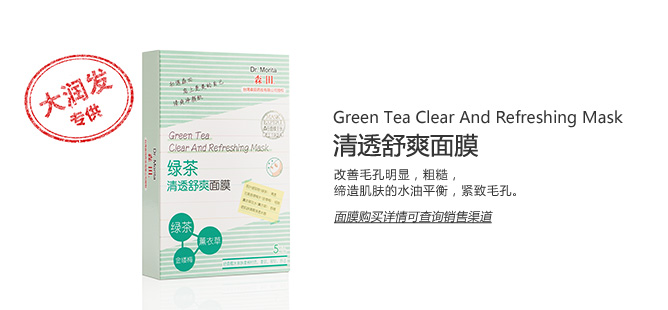 大润发
专供
Dr. Morita
森田
Green Tea
Clear And Refreshing Mask
绿茶
清透舒爽面膜
绿茶
薰衣草
金缕梅
5
Dr. Morita
森田
Green Tea Clear And Refreshing Mask
清透舒爽面膜
改善毛孔明显，粗糙，
缔造肌肤的水油平衡，紧致毛孔。
面膜购买详情可查询销售渠道